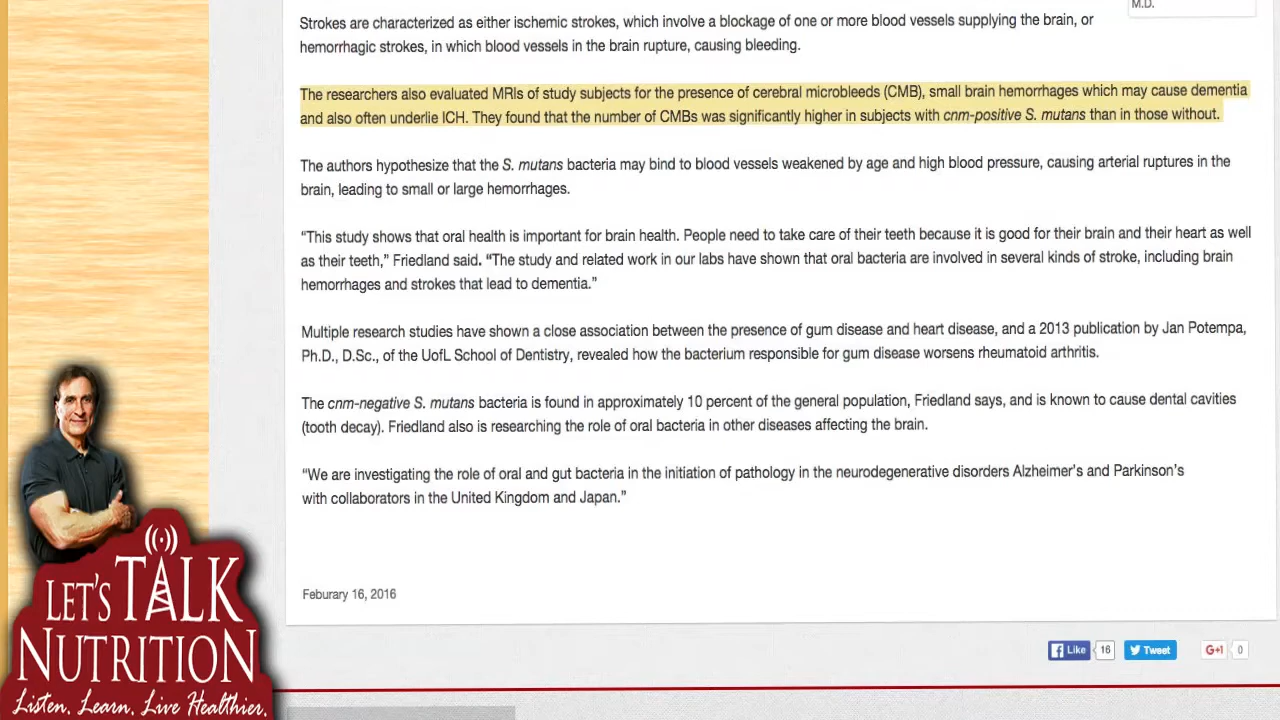 M.D.
Strokes are characterized as either ischemic strokes, which involve a blockage of one or more blood vessels supplying the brain, or
hemorrhagic strokes, in which blood vessels in the brain rupture, causing bleeding.
The researchers also evaluated MRIs of study subjects for the presence of cerebral microbleeds (CMB), small brain hemorrhages which may cause dementia
and also often underlie ICH. They found that the number of CMBs was significantly higher in subjects with cnm-positive S. mutans than in those without.
The authors hypothesize that the S. mutans bacteria may bind to blood vessels weakened by age and high blood pressure, causing arterial ruptures in the
brain, leading to small or large hemorrhages.
“This study shows that oral health is important for brain health. People need to take care of their teeth because it is good for their brain and their heart as well
as their teeth,” Friedland said. “The study and related work in our labs have shown that oral bacteria are involved in several kinds of stroke, including brain
hemorrhages and strokes that lead to dementia.”
Multiple research studies have shown a close association between the presence of gum disease and heart disease, and a 2013 publication by Jan Potempa,
Ph.D., D.Sc., of the UofL School of Dentistry, revealed how the bacterium responsible for gum disease worsens rheumatoid arthritis.
The cnm-negative S. mutans bacteria is found in approximately 10 percent of the general population, Friedland says, and is known to cause dental cavities
(tooth decay). Friedland also is researching the role of oral bacteria in other diseases affecting the brain.
“We are investigating the role of oral and gut bacteria in the initiation of pathology in the neurodegenerative disorders Alzheimer's and Parkinson's
with collaborators in the United Kingdom and Japan.”
Feburary 16, 2016
Like 16 Tweet G+1 0
LET'S TALK
NUTRITION
Listen. Learn. Live Healthier.